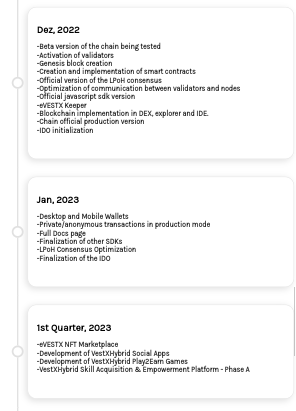 Dez, 2022
-Beta version of the chain being tested
-Activation of validators
-Genesis block creation
-Creation and implementation of smart contracts
-Official version of the LPoH consensus
-Optimization of communication between validators and nodes
-Official javascript sdk version
-eVESTX Keeper
-Blockchain implementation in DEX, explorer and IDE.
-Chain official production version
-IDO initialization
Jan, 2023
-Desktop and Mobile Wallets
-Private/anonymous transactions in production mode
-Full Docs page
-Finalization of other SDKs
-LPoH Consensus Optimization
-Finalization of the IDO
1st Quarter, 2023
-eVESTX NFT Marketplace
-Development of VestXHybrid Social Apps
-Development of VestXHybrid Play2Earn Games
-VestXHybrid Skill Acquisition & Empowerment Platform - Phase A